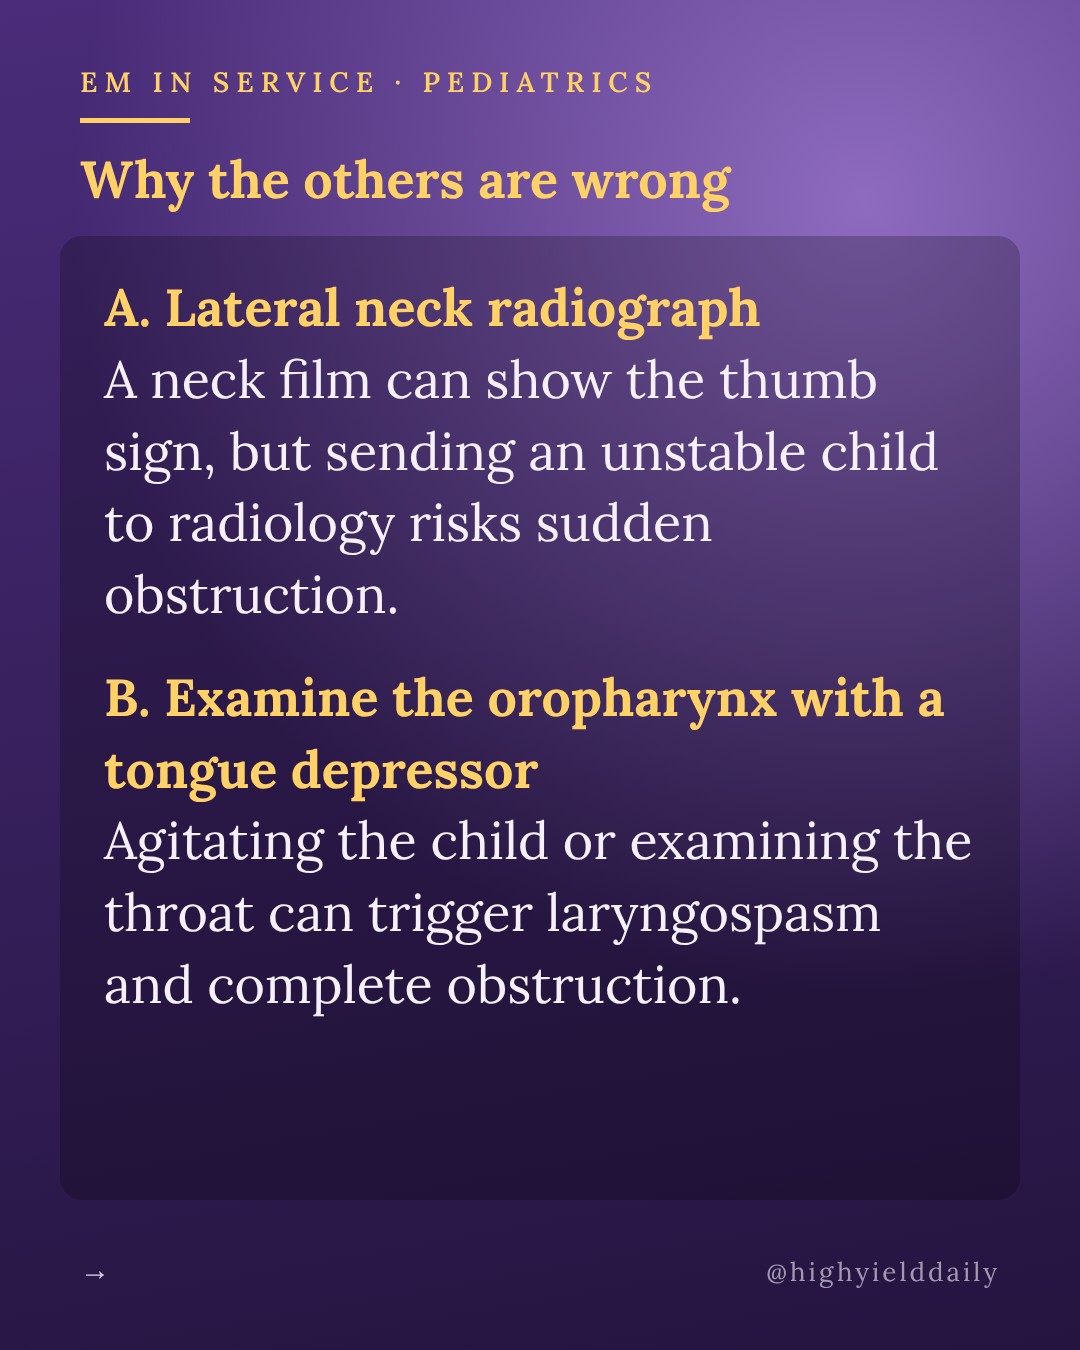 EM IN SERVICE · PEDIATRICS
Why the others are wrong
A. Lateral neck radiograph
A neck film can show the thumb
sign, but sending an unstable child
to radiology risks sudden
obstruction.
B. Examine the oropharynx with a
tongue depressor
Agitating the child or examining the
throat can trigger laryngospasm
and complete obstruction.
→
@highyielddaily